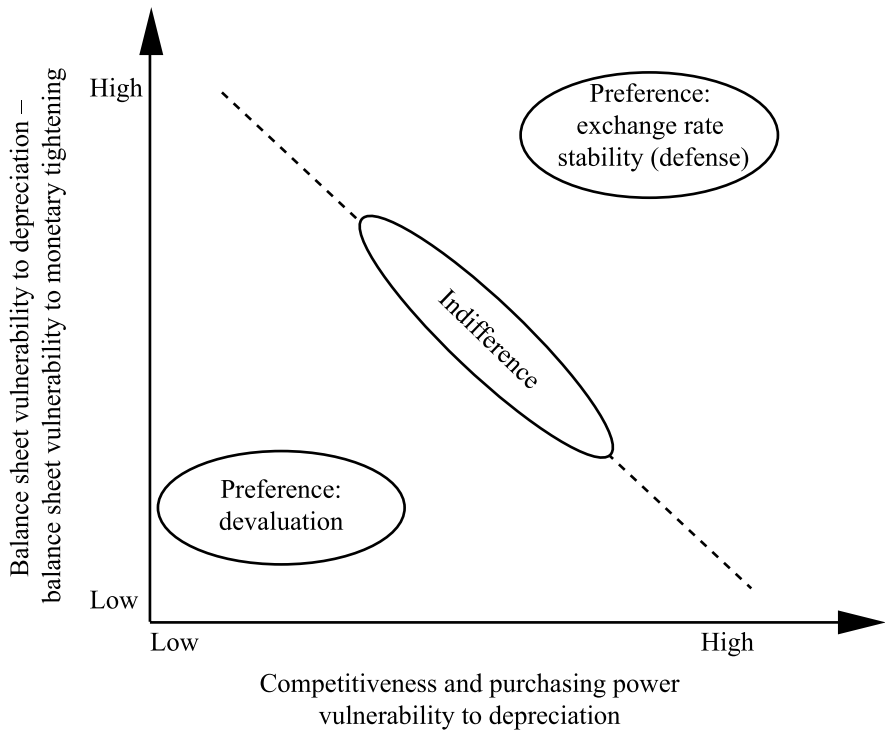 Balance sheet vulnerability to depreciation –
balance sheet vulnerability to monetary tightening
High
Preference:
exchange rate
stability (defense)
Indifference
Preference:
devaluation
Low
Low
High
Competitiveness and purchasing power
vulnerability to depreciation